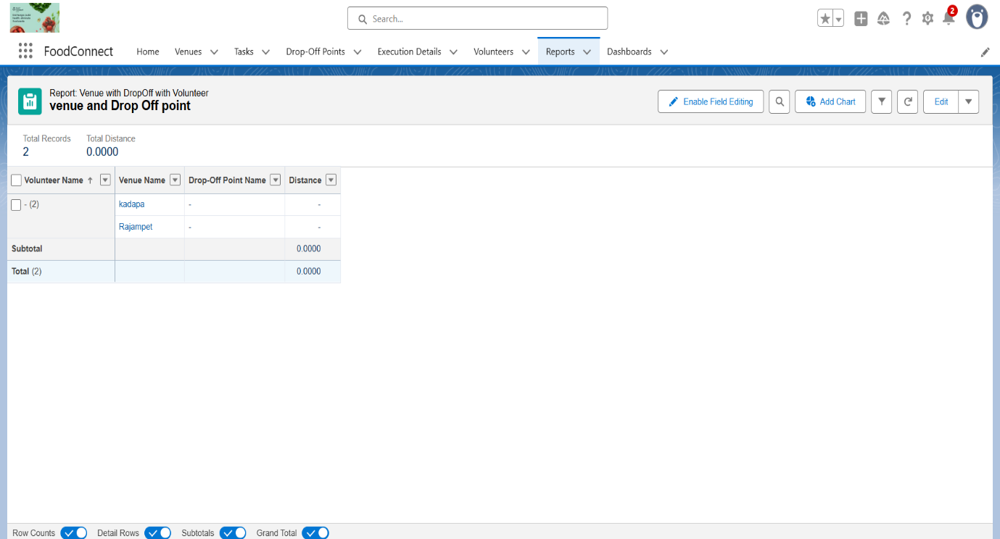 Search...
2
FoodConnect
Home
Venues
Tasks
Drop-Off Points
Execution Details
Volunteers
Reports
Dashboards
Report: Venue with DropOff with Volunteer
venue and Drop Off point
Enable Field Editing
Add Chart
Edit
Total Records
2
Total Distance
0.0000
Volunteer Name ↑
Venue Name
Drop-Off Point Name
Distance
- (2)
kadapa
-
-
Rajampet
-
-
Subtotal
0.0000
Total (2)
0.0000
Row Counts
Detail Rows
Subtotals
Grand Total